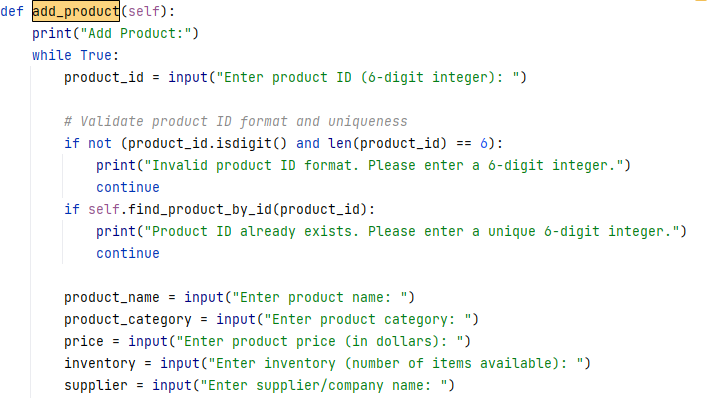 def add_product(self):
print("Add Product:")
while True:
product_id = input("Enter product ID (6-digit integer): ")
# Validate product ID format and uniqueness
if not (product_id.isdigit() and len(product_id) == 6):
print("Invalid product ID format. Please enter a 6-digit integer.")
continue
if self.find_product_by_id(product_id):
print("Product ID already exists. Please enter a unique 6-digit integer.")
continue
product_name = input("Enter product name: ")
product_category = input("Enter product category: ")
price = input("Enter product price (in dollars): ")
inventory = input("Enter inventory (number of items available): ")
supplier = input("Enter supplier/company name: ")